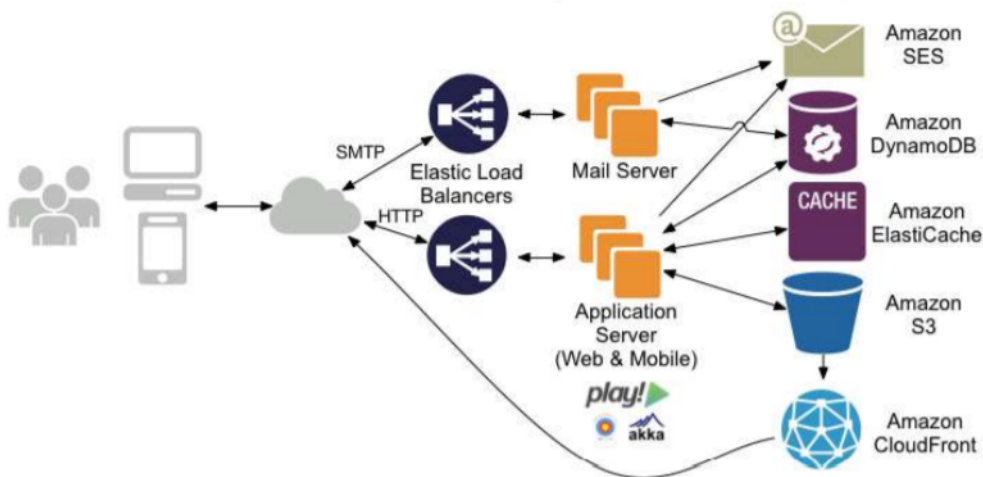 @
Amazon
SES
SMTP
Elastic Load
Balancers
Mail Server
Amazon
DynamoDB
CACHE
Amazon
ElastiCache
HTTP
Application
Server
(Web & Mobile)
Amazon
S3
play!
akka
Amazon
CloudFront